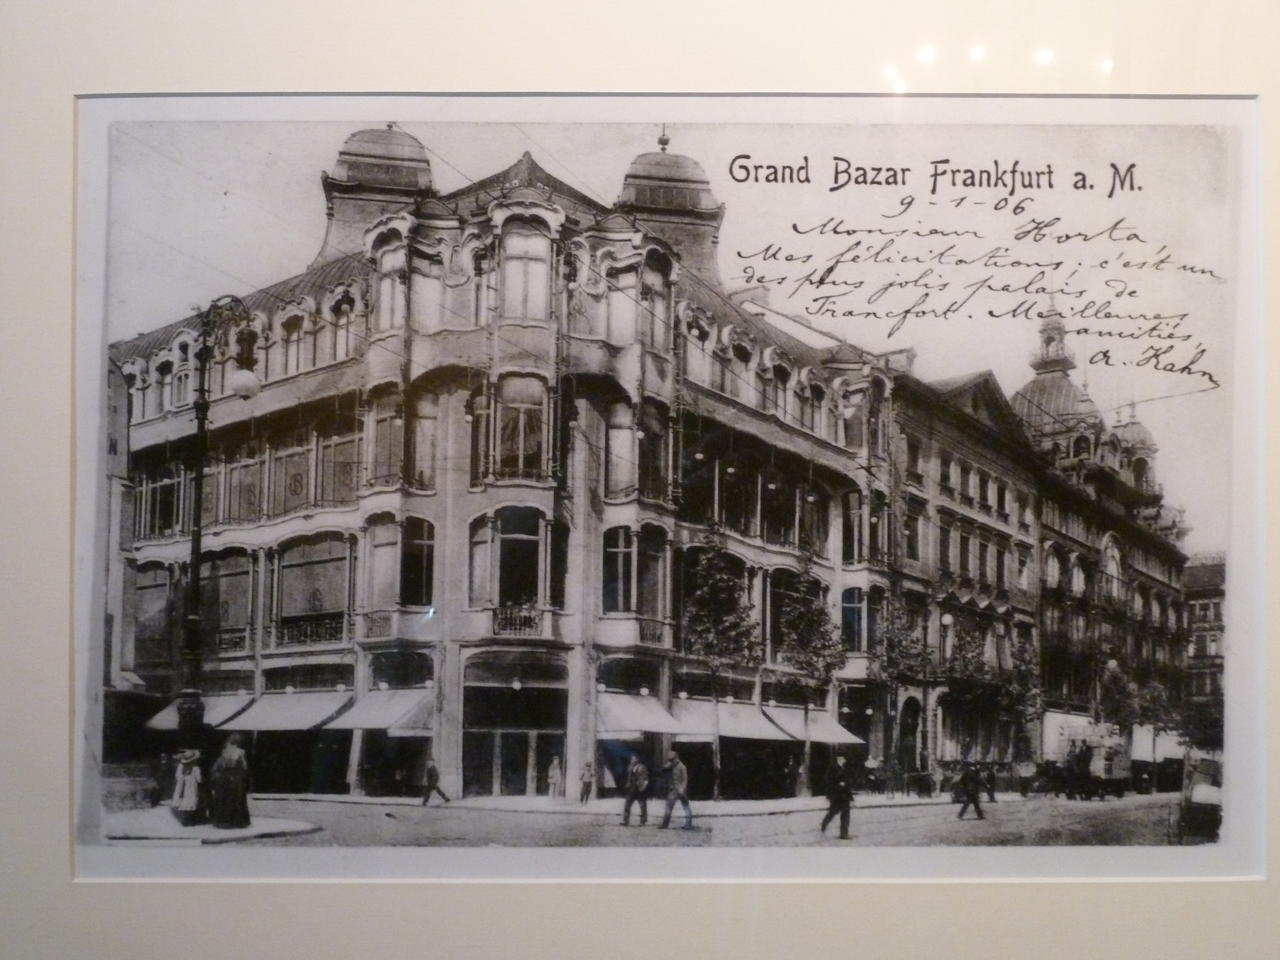 Grand Bazar Frankfurt a. M.
9-1-06
Monsieur Horta,
Mes félicitations; c'est un
des plus jolis palais de
Francfort. Meilleures
amitiés,
A. Kahn